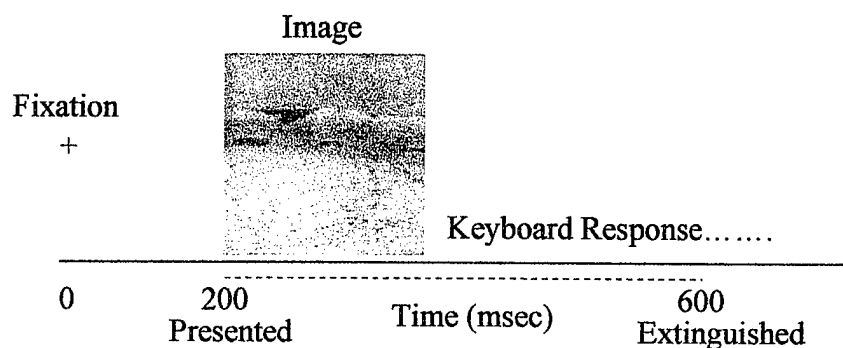 Image
Fixation
+
Keyboard Response.......
0 200 Time (msec) 600
Presented Extinguished